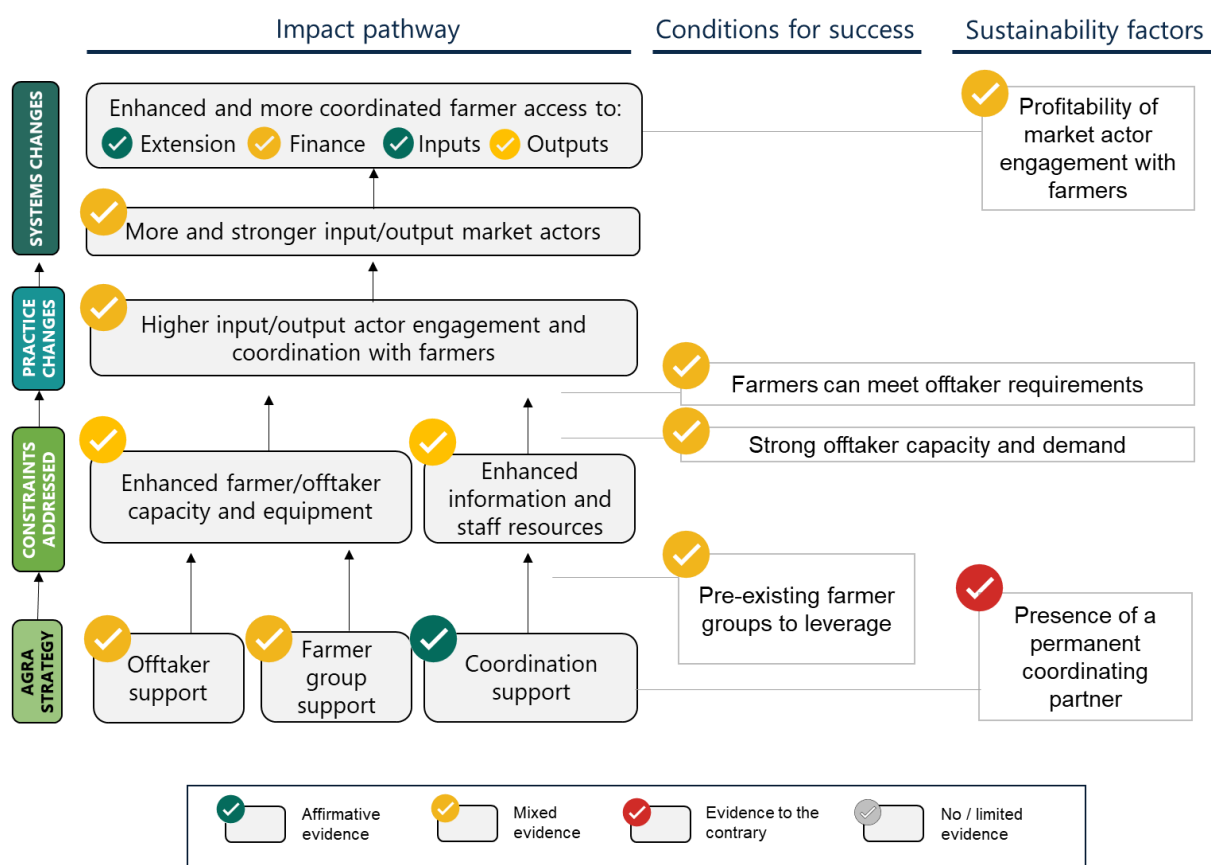 Impact pathway
Conditions for success
Sustainability factors
SYSTEMS CHANGES
Enhanced and more coordinated farmer access to:
Extension
Finance
Inputs
Outputs
Profitability of
market actor
engagement with
farmers
More and stronger input/output market actors
PRACTICE
CHANGES
Higher input/output actor engagement and
coordination with farmers
Farmers can meet offtaker requirements
Strong offtaker capacity and demand
CONSTRAINTS
ADDRESSED
Enhanced farmer/offtaker
capacity and equipment
Enhanced
information and
staff resources
Pre-existing farmer
groups to leverage
AGRA
STRATEGY
Offtaker
support
Farmer
group
support
Coordination
support
Presence of a
permanent
coordinating
partner
Affirmative
evidence
Mixed
evidence
Evidence to the
contrary
No / limited
evidence